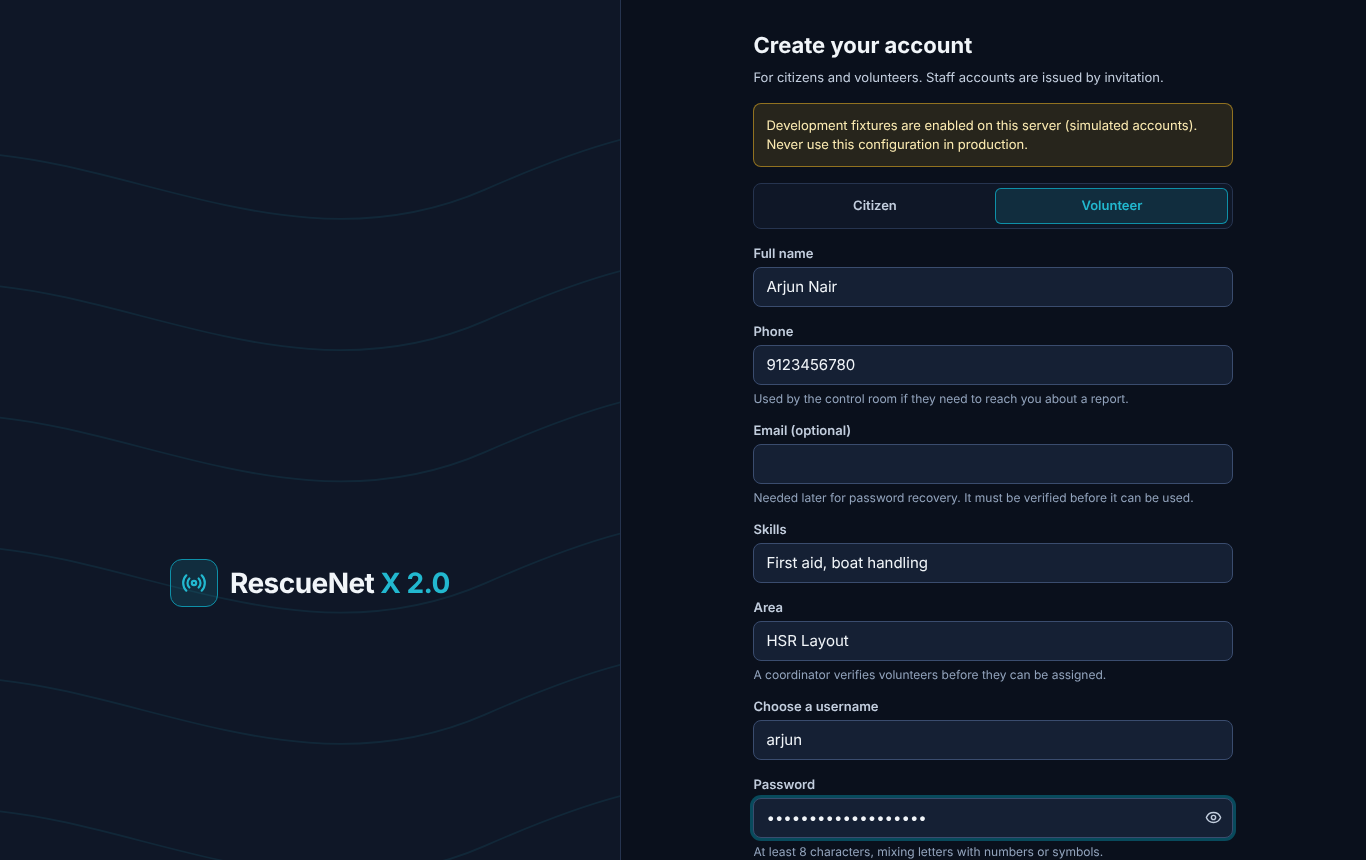 Create your account
For citizens and volunteers. Staff accounts are issued by invitation.
Development fixtures are enabled on this server (simulated accounts).
Never use this configuration in production.
Citizen
Volunteer
Full name
Arjun Nair
Phone
9123456780
Used by the control room if they need to reach you about a report.
Email (optional)
Needed later for password recovery. It must be verified before it can be used.
Skills
First aid, boat handling
Area
HSR Layout
A coordinator verifies volunteers before they can be assigned.
Choose a username
arjun
Password
•••••••••••••••••••
At least 8 characters, mixing letters with numbers or symbols.
RescueNet X 2.0